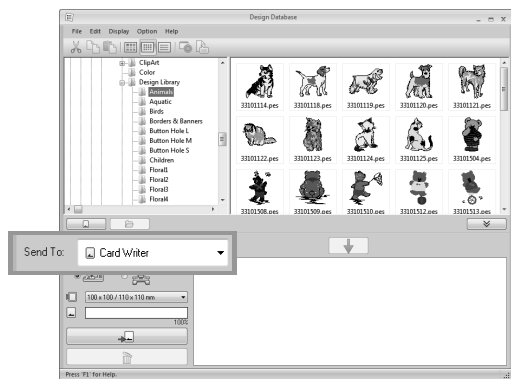 Design Database
File Edit Display Option Help
ClipArt
Color
Design Library
Animals
Aquatic
Birds
Borders & Banners
Button Hole L
Button Hole M
Button Hole S
Children
Floral1
Floral2
Floral3
Floral4
33101114.pes 33101118.pes 33101119.pes 33101120.pes 33101121.pes
33101122.pes 33101123.pes 33101124.pes 33101125.pes 33101504.pes
33101508.pes 33101509.pes 33101510.pes 33101512.pes 33101513.pes
Send To: Card Writer
100 x 100 / 110 x 110 mm
100%
Press 'F1' for Help.